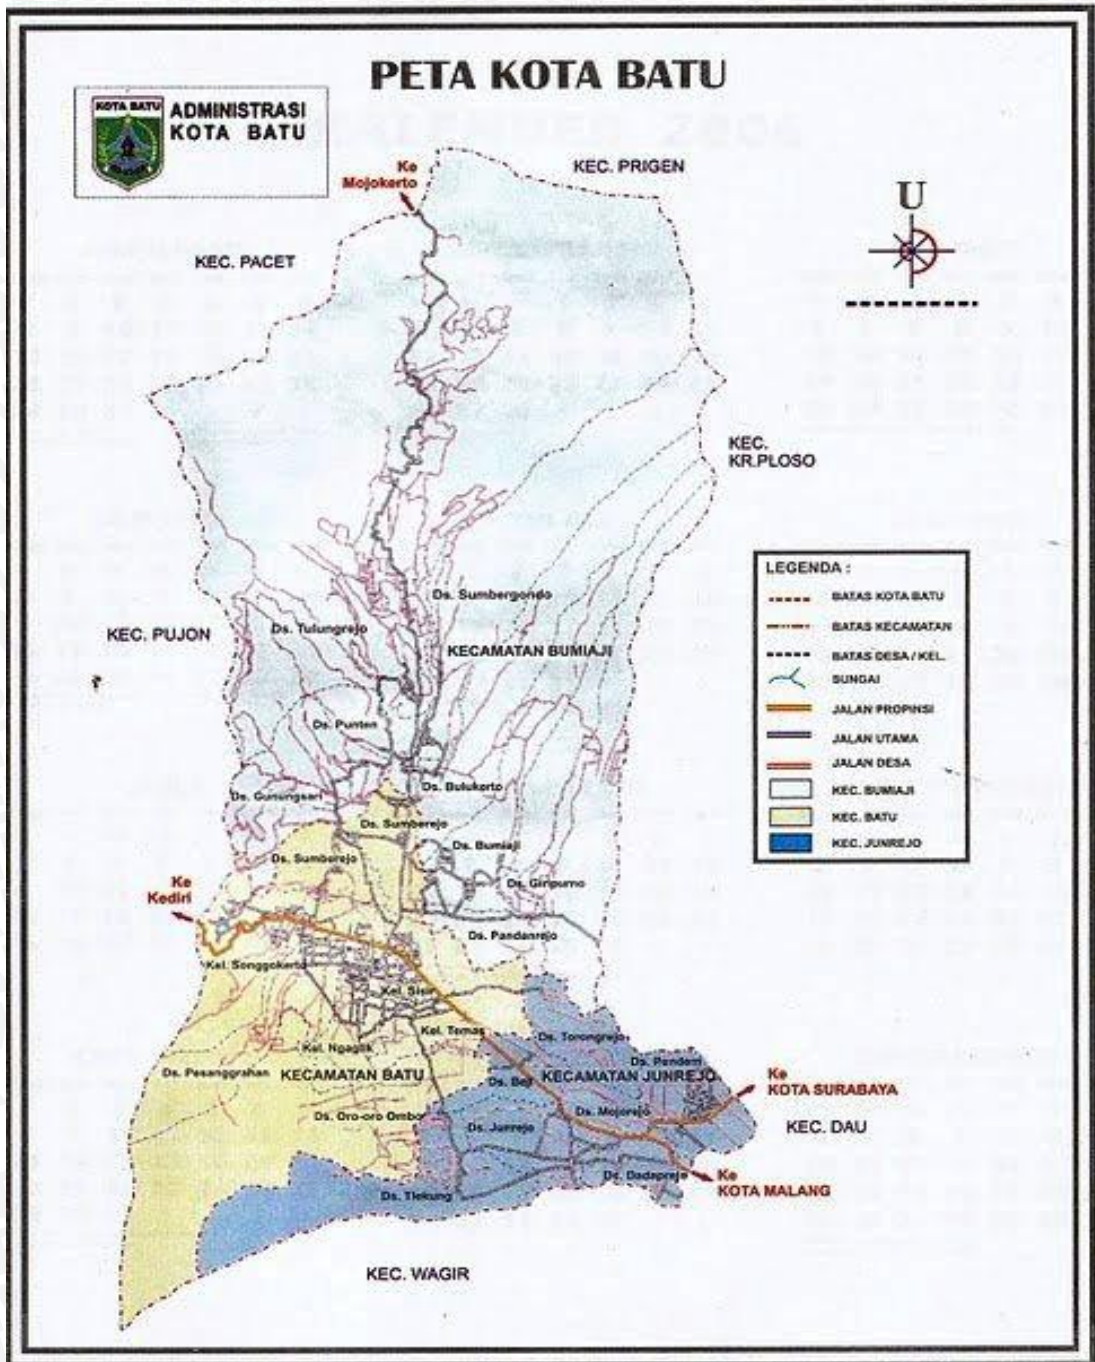 PETA KOTA BATU
KOTA BATU
ADMINISTRASI
KOTA BATU
Ke
Mojokerto
KEC. PRIGEN
U
KEC. PACET
KEC.
KR.PLOSO
LEGENDA :
BATAS KOTA BATU
BATAS KECAMATAN
BATAS DESA / KEL.
SUNGAI
JALAN PROPINSI
JALAN UTAMA
JALAN DESA
KEC. BUMIAJI
KEC. BATU
KEC. JUNREJO
Ds. Sumbergondo
Ds. Tulungrejo
KEC. PUJON
KECAMATAN BUMIAJI
Ds. Punten
Ds. Bulukerto
Ds. Gunungsari
Ds. Sumberejo
Ds. Bumiaji
Ds. Sumberejo
Ke
Kediri
Ds. Giripurno
Ds. Pandanrejo
Kel. Songgokerto
Kel. Sisir
Kel. Temas
Ds. Torongrejo
Kel. Ngaglik
Ds. Pendem
Ds. Pesanggrahan
KECAMATAN BATU
Ds. Beji
KECAMATAN JUNREJO
Ke
KOTA SURABAYA
Ds. Oro-oro Ombo
Ds. Mojorejo
Ds. Junrejo
KEC. DAU
Ds. Dadaprejo
Ke
KOTA MALANG
Ds. Tlekung
KEC. WAGIR